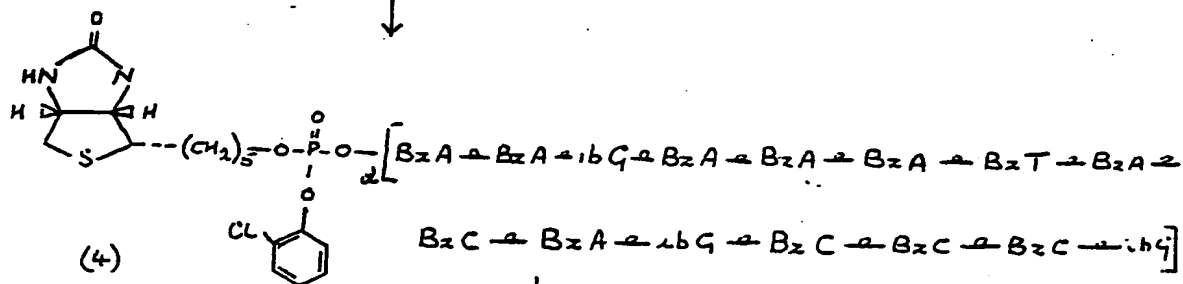 O
HN N
H H
S ---(CH₂)₅—O—P—O—d[BzA-BzA-ibG-BzA-BzA-BzA-BzT-BzA-
O
O
Cl
BzC-BzA-ibG-BzC-BzC-BzC-ibG]
(4)